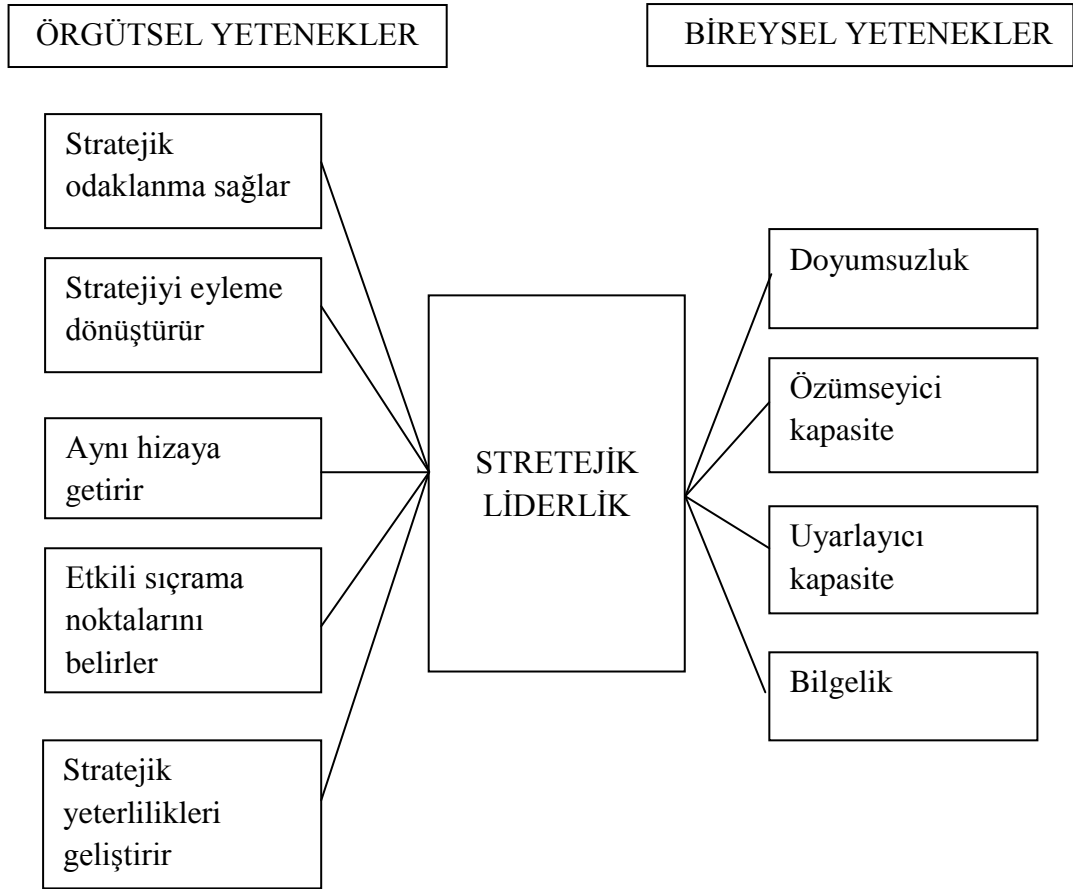 ÖRGÜTSEL YETENEKLER
BİREYSEL YETENEKLER
Stratejik
odaklanma sağlar
Stratejiyi eyleme
dönüştürür
Aynı hizaya
getirir
Etkili sıçrama
noktalarını
belirler
Stratejik
yeterlilikleri
geliştirir
STRETEJİK
LİDERLİK
Doyumsuzluk
Özümseyici
kapasite
Uyarlayıcı
kapasite
Bilgelik